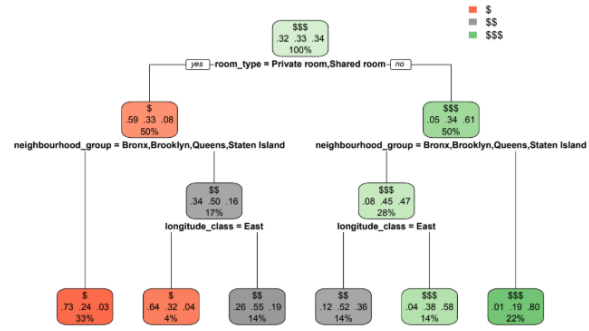 $
$$
$$$
$$$
.32 .33 .34
100%
yes room_type = Private room,Shared room no
$
.59 .33 .08
50%
$$$
.05 .34 .61
50%
neighbourhood_group = Bronx,Brooklyn,Queens,Staten Island
neighbourhood_group = Bronx,Brooklyn,Queens,Staten Island
$$
.34 .50 .16
17%
$$$
.08 .45 .47
28%
longitude_class = East
longitude_class = East
$
.73 .24 .03
33%
$
.64 .32 .04
4%
$$
.26 .55 .19
14%
$$
.12 .52 .36
14%
$$$
.04 .38 .58
14%
$$$
.01 .19 .80
22%